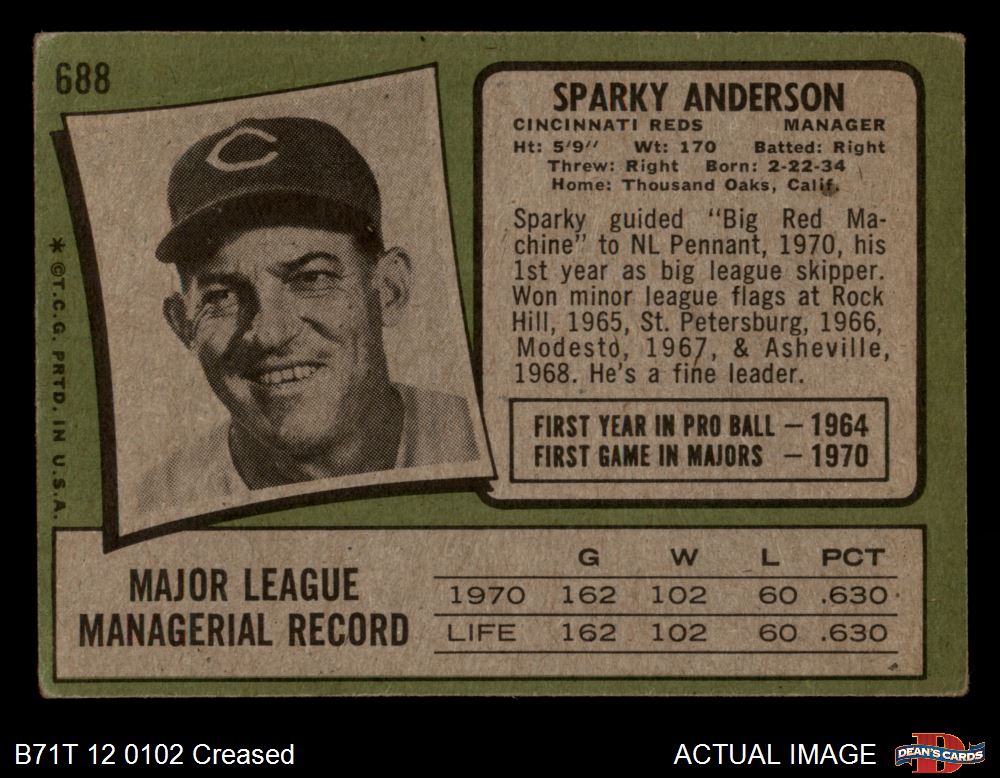 688
SPARKY ANDERSON
CINCINNATI REDS MANAGER
Ht: 5'9" Wt: 170 Batted: Right
Threw: Right Born: 2-22-34
Home: Thousand Oaks, Calif.
Sparky guided "Big Red Ma-
chine" to NL Pennant, 1970, his
1st year as big league skipper.
Won minor league flags at Rock
Hill, 1965, St. Petersburg, 1966,
Modesto, 1967, & Asheville,
1968. He's a fine leader.
FIRST YEAR IN PRO BALL – 1964
FIRST GAME IN MAJORS – 1970
* ©T.C.G. PRTD. IN U.S.A.
C
MAJOR LEAGUE
MANAGERIAL RECORD
G W L PCT
1970 162 102 60 .630
LIFE 162 102 60 .630
B71T 12 0102 Creased
ACTUAL IMAGE
DEAN'S CARDS